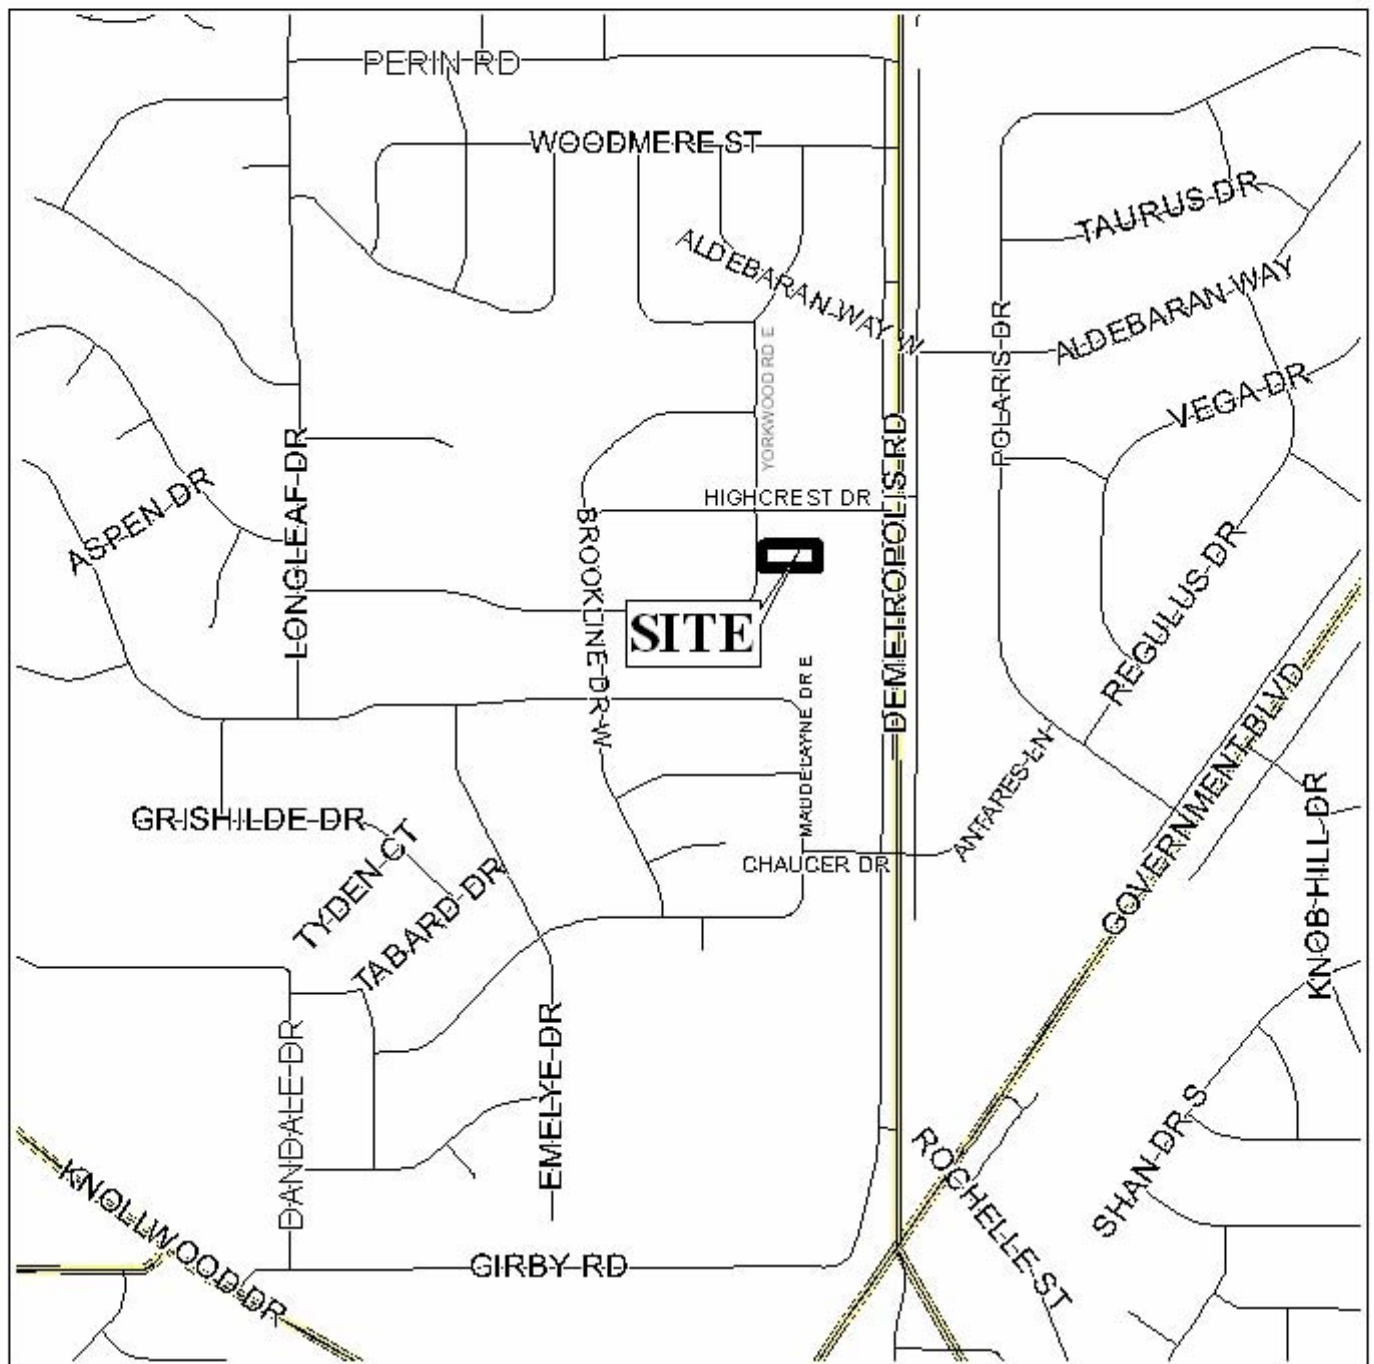 PERIN RD
WOODMERE ST
TAURUS DR
ALDEBARAN WAY W
ALDEBARAN WAY
POLARIS DR
YORKWOOD RD E
VEGA DR
LONGLEAF DR
DEMETROPOLIS RD
ASPEN DR
HIGHCREST DR
BROOKLINE DR W
REGULUS DR
SITE
MAUDELAYNE DR E
GOVERNMENT BLVD
ANTARES LN
GRISHILDE DR
TYDEN CT
TABARD DR
CHAUCER DR
KNOB HILL DR
DANDALE DR
EMELYE DR
SHAN DR S
ROCHELLE ST
KNOLLWOOD DR
GIRBY RD